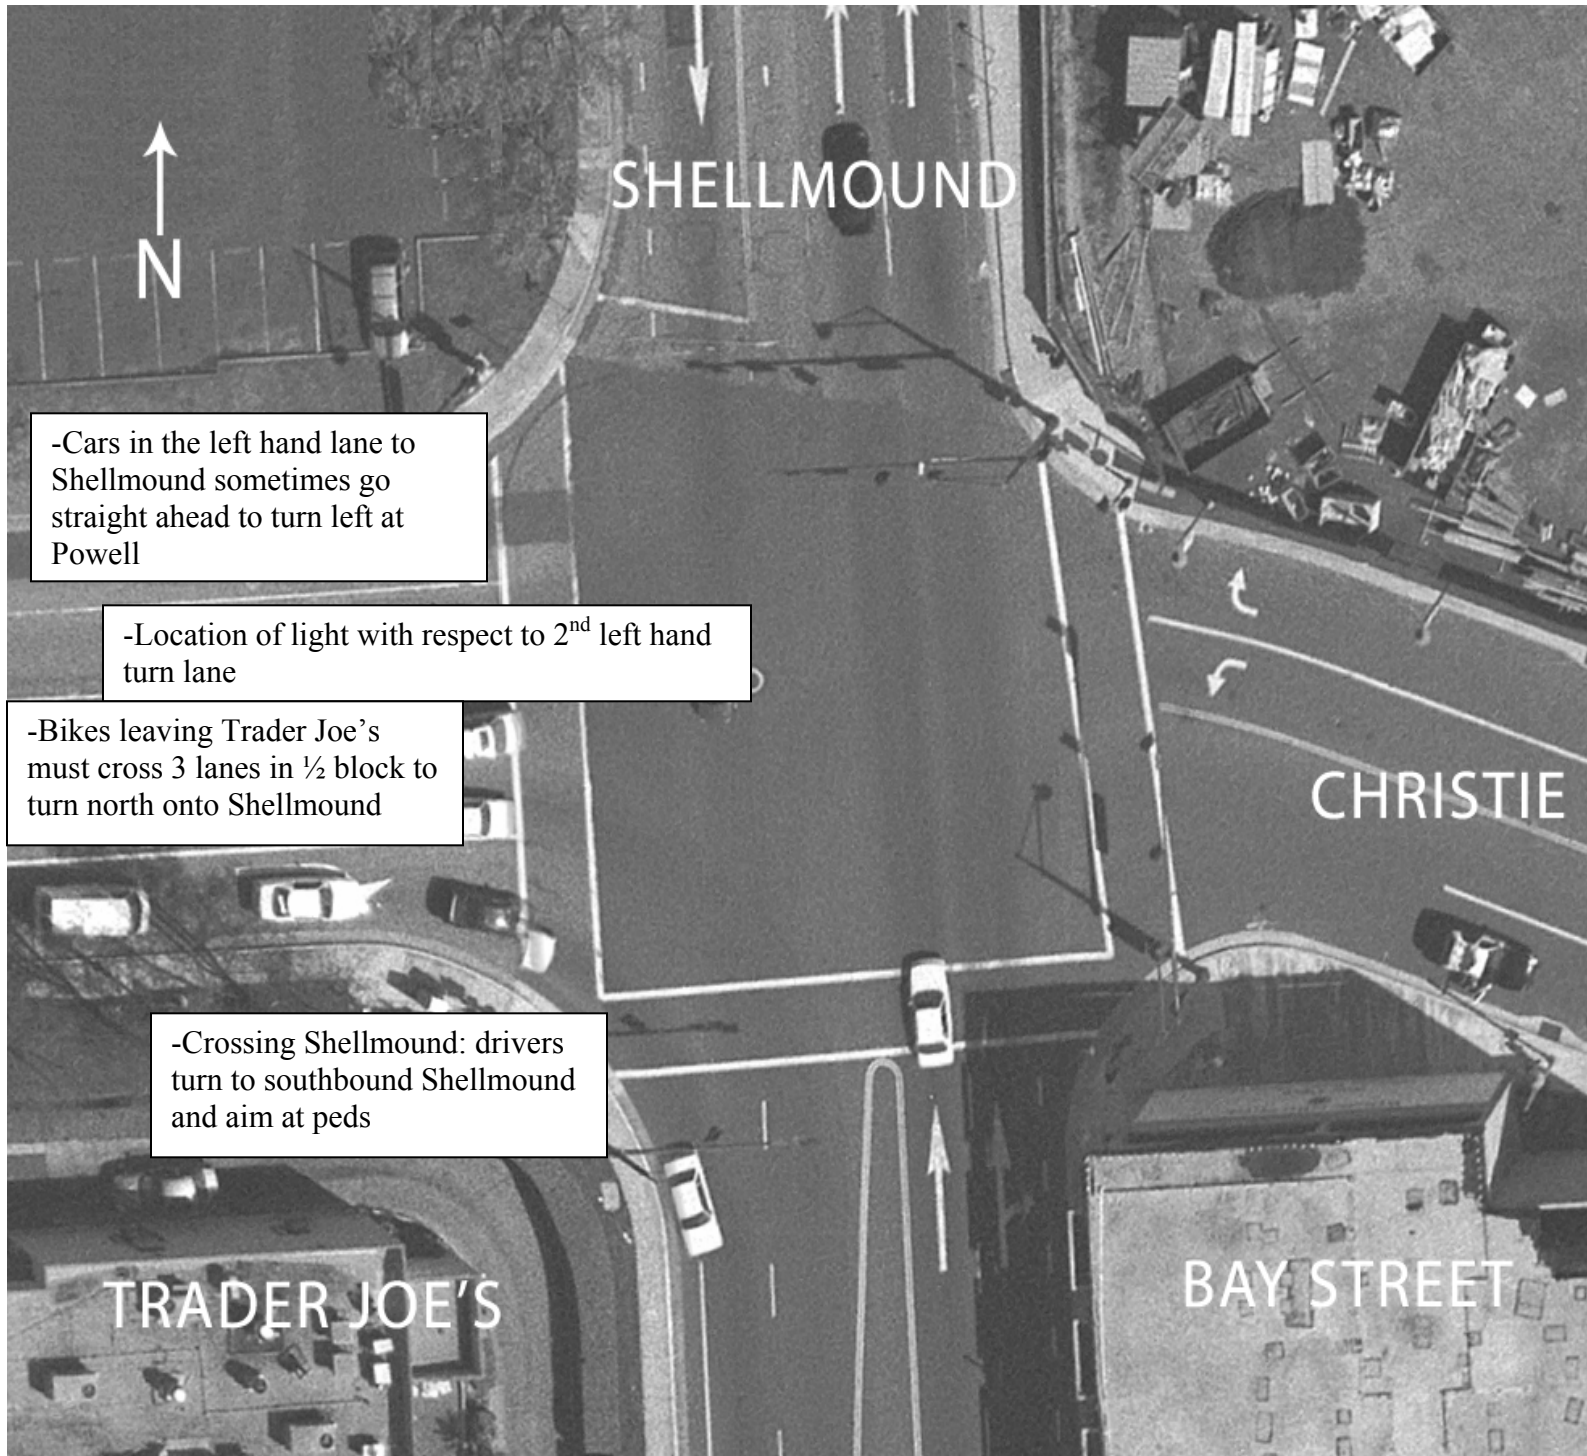 SHELLMOUND
N
-Cars in the left hand lane to
Shellmound sometimes go
straight ahead to turn left at
Powell
-Location of light with respect to 2nd left hand
turn lane
-Bikes leaving Trader Joe's
must cross 3 lanes in ½ block to
turn north onto Shellmound
CHRISTIE
-Crossing Shellmound: drivers
turn to southbound Shellmound
and aim at peds
TRADER JOE'S
BAY STREET